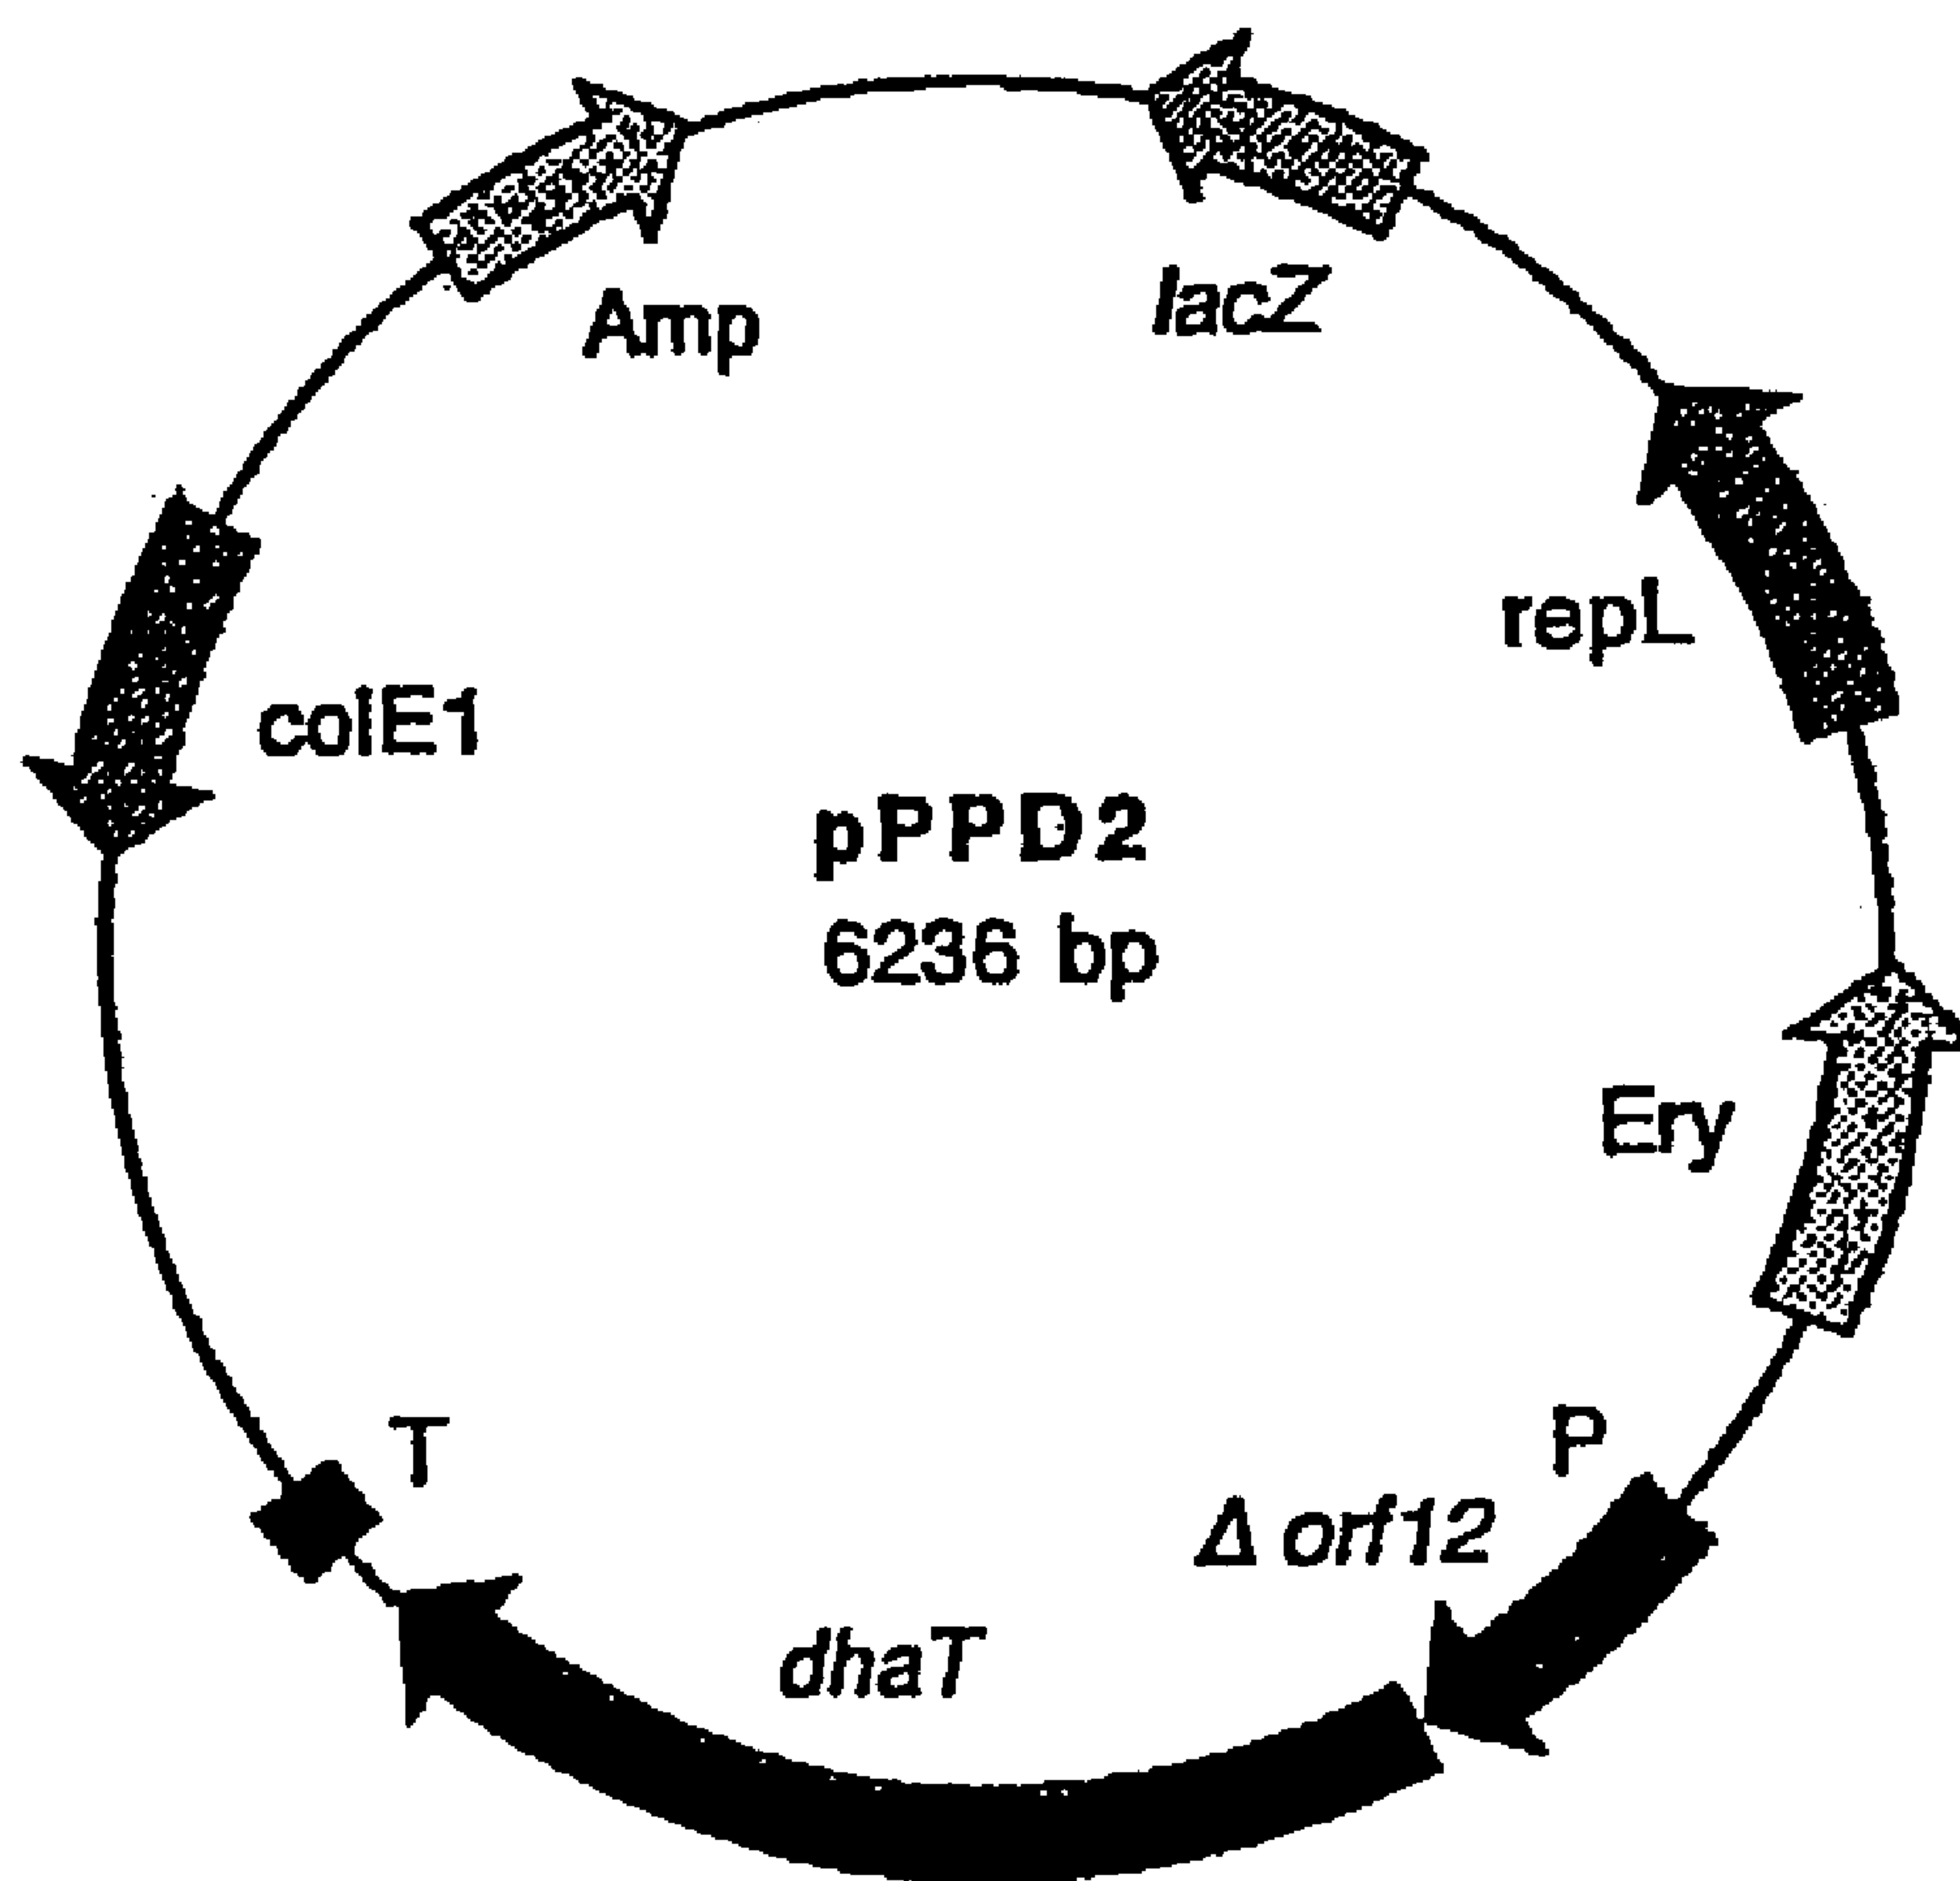 Amp
lacZ
repL
colE1
pPPD2
6236 bp
Ery
P
T
Δ orf12
dhaT